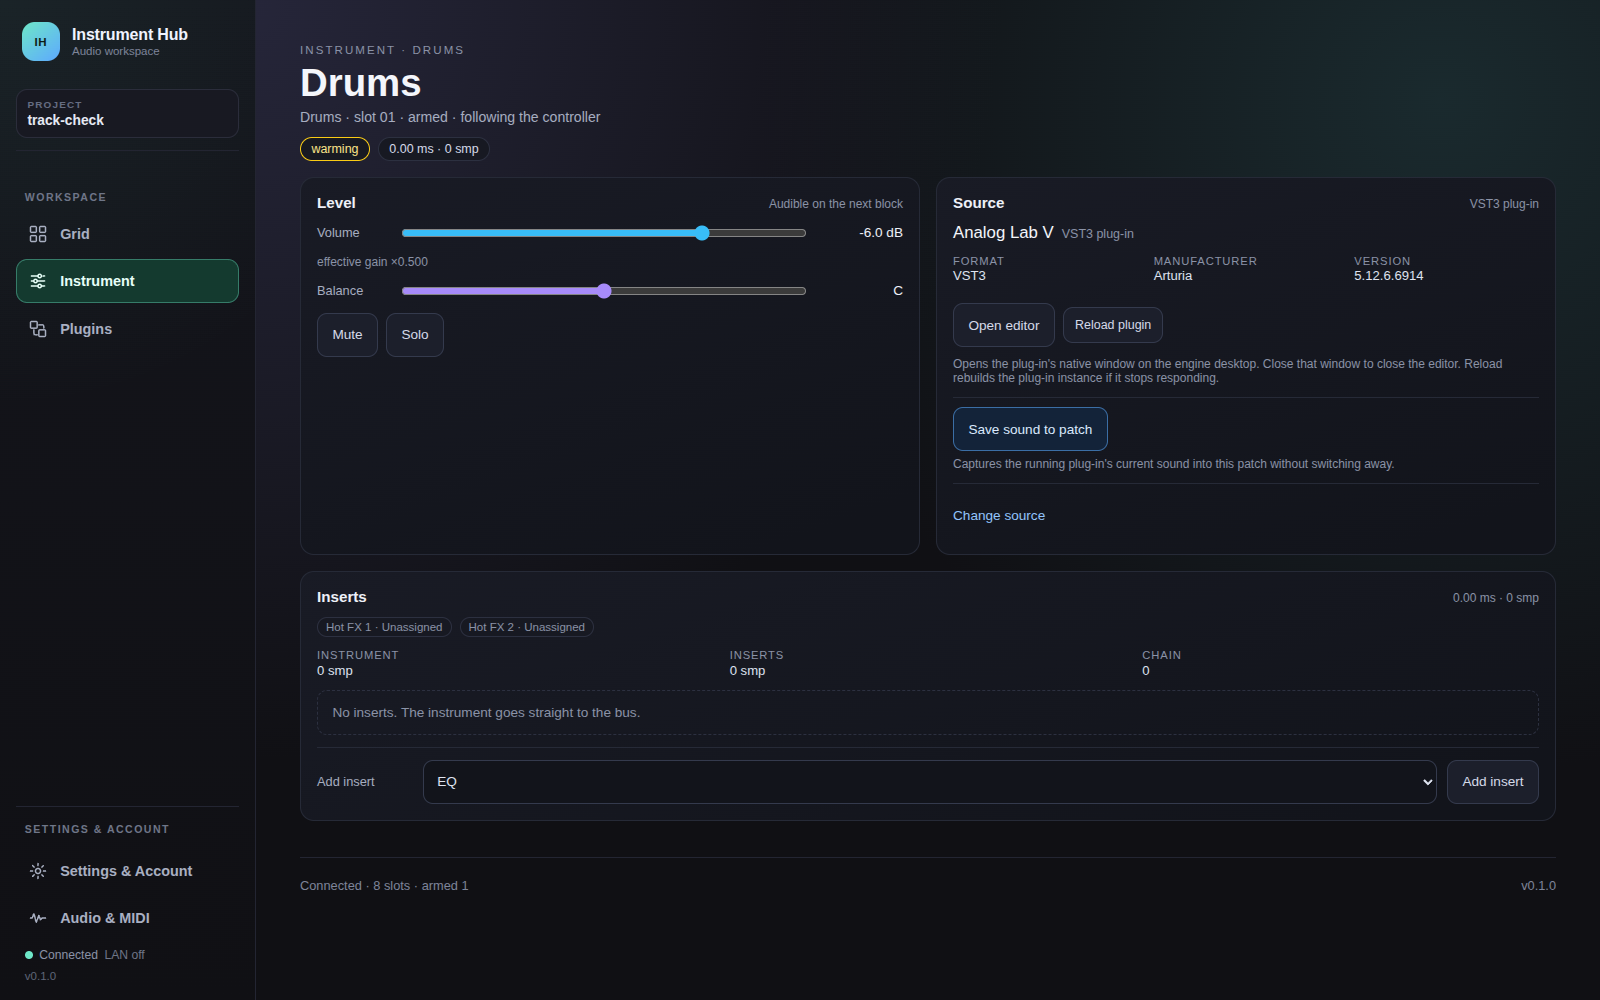 IH
Instrument Hub
Audio workspace
PROJECT
track-check
WORKSPACE
Grid
Instrument
Plugins
SETTINGS & ACCOUNT
Settings & Account
Audio & MIDI
Connected LAN off
v0.1.0
INSTRUMENT · DRUMS
Drums
Drums · slot 01 · armed · following the controller
warming
0.00 ms · 0 smp
Level
Audible on the next block
Volume
-6.0 dB
effective gain ×0.500
Balance
C
Mute
Solo
Source
VST3 plug-in
Analog Lab V VST3 plug-in
FORMAT
VST3
MANUFACTURER
Arturia
VERSION
5.12.6.6914
Open editor
Reload plugin
Opens the plug-in's native window on the engine desktop. Close that window to close the editor. Reload
rebuilds the plug-in instance if it stops responding.
Save sound to patch
Captures the running plug-in's current sound into this patch without switching away.
Change source
Inserts
0.00 ms · 0 smp
Hot FX 1 · Unassigned
Hot FX 2 · Unassigned
INSTRUMENT
0 smp
INSERTS
0 smp
CHAIN
0
No inserts. The instrument goes straight to the bus.
Add insert
EQ
Add insert
Connected · 8 slots · armed 1
v0.1.0